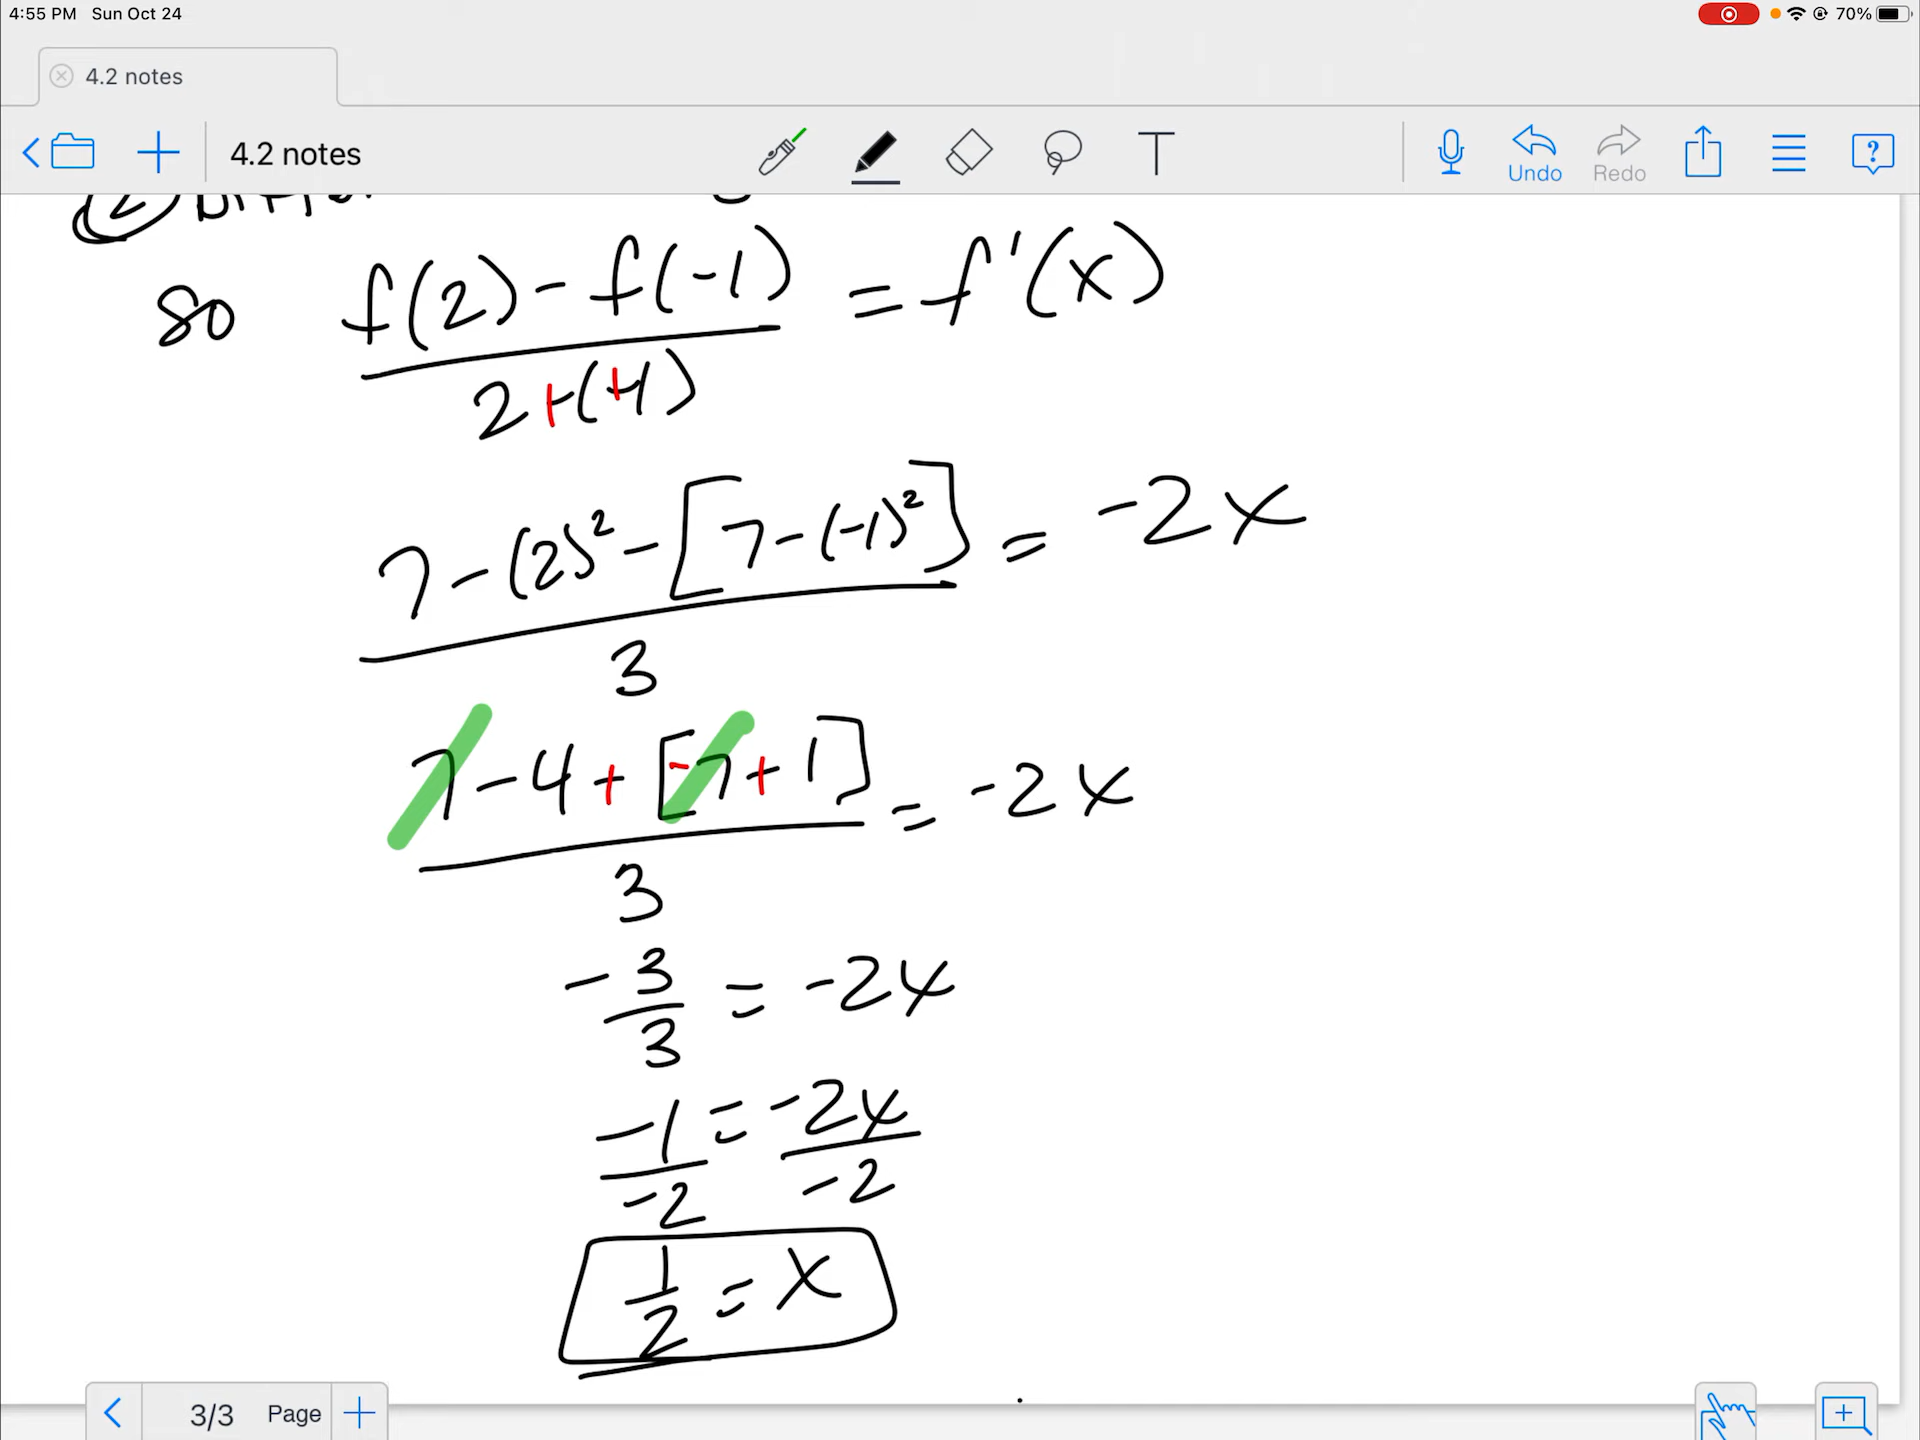 4:55 PM Sun Oct 24
70%
4.2 notes
4.2 notes
T
Undo
Redo
?
so f(2) - f(-1) = f'(x)
2 + (+1)
7 - (2)² - [7 - (-1)²] = -2x
3
7 - 4 + [-7 + 1] = -2x
3
-3/3 = -2x
-1 = -2x
-2 -2
1/2 = x
3/3 Page